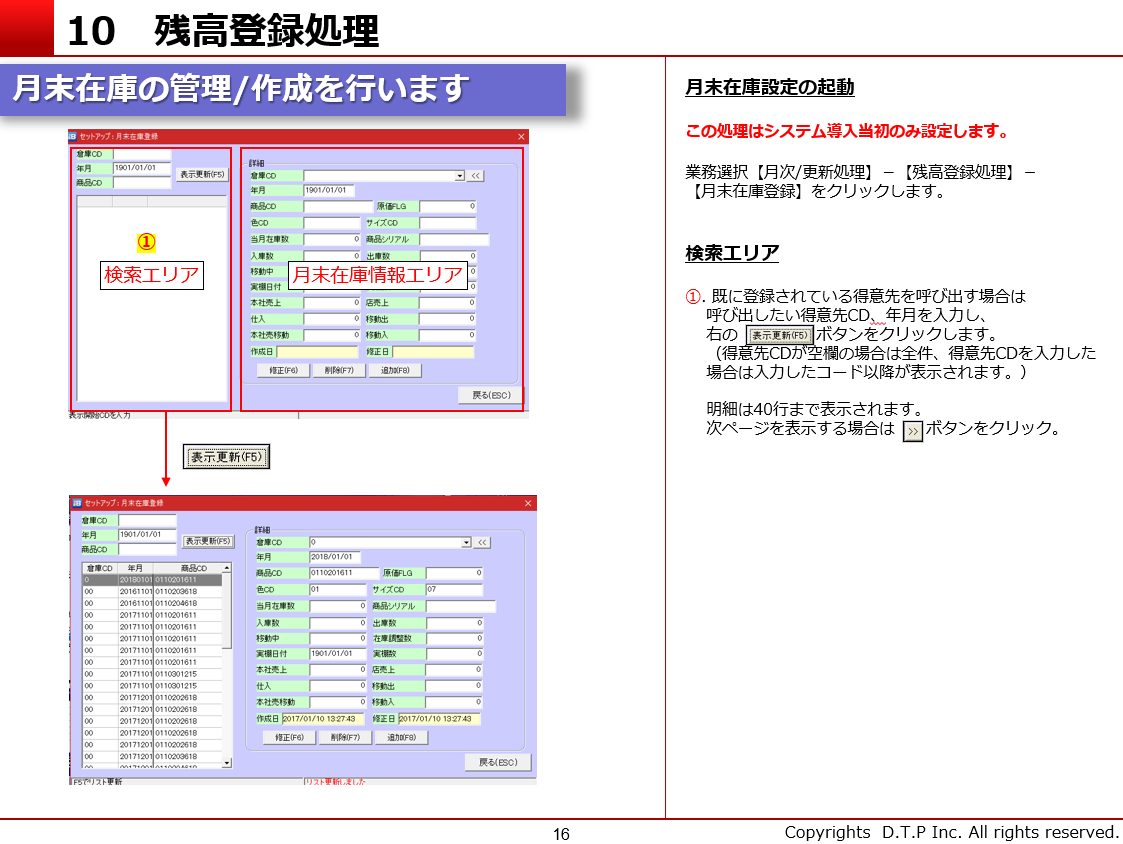 10 残高登録処理
月末在庫の管理/作成を行います
セットアップ:月末在庫登録
倉庫CD
年月 1901/01/01
商品CD
表示更新(F5)
①
検索エリア
詳細
倉庫CD <<
年月 1901/01/01
商品CD 原価FLG 0
色CD サイズCD
当月在庫数 0 商品シリアル
入庫数 0 出庫数 0
移動中 0
月末在庫情報エリア
実棚日付
本社売上 0 店売上 0
仕入 0 移動出 0
本社売移動 0 移動入 0
作成日 修正日
修正(F6) 削除(F7) 追加(F8)
戻る(ESC)
表示開始CDを入力
表示更新(F5)
セットアップ:月末在庫登録
倉庫CD
年月 1901/01/01
商品CD
表示更新(F5)
倉庫CD 年月 商品CD
0 20180101 0110201611
00 20161101 0110203618
00 20161101 0110204618
00 20171101 0110201611
00 20171101 0110201611
00 20171101 0110201611
00 20171101 0110201611
00 20171101 0110201611
00 20171101 0110301215
00 20171101 0110301215
00 20171201 0110202618
00 20171201 0110202618
00 20171201 0110202618
00 20171201 0110202618
00 20171201 0110202618
00 20171201 0110203618
詳細
倉庫CD 0 <<
年月 2018/01/01
商品CD 0110201611 原価FLG 0
色CD 01 サイズCD 07
当月在庫数 0 商品シリアル
入庫数 0 出庫数 0
移動中 0 在庫調整数 0
実棚日付 1901/01/01 実棚数 0
本社売上 0 店売上 0
仕入 0 移動出 0
本社売移動 0 移動入 0
作成日 2017/01/10 13:27:43 修正日 2017/01/10 13:27:43
修正(F6) 削除(F7) 追加(F8)
戻る(ESC)
F5でリスト更新 リスト更新しました
月末在庫設定の起動
この処理はシステム導入当初のみ設定します。
業務選択【月次/更新処理】－【残高登録処理】－
【月末在庫登録】をクリックします。
検索エリア
①. 既に登録されている得意先を呼び出す場合は
呼び出したい得意先CD、年月を入力し、
右の 表示更新(F5) ボタンをクリックします。
（得意先CDが空欄の場合は全件、得意先CDを入力した
場合は入力したコード以降が表示されます。）
明細は40行まで表示されます。
次ページを表示する場合は >> ボタンをクリック。
16
Copyrights D.T.P Inc. All rights reserved.